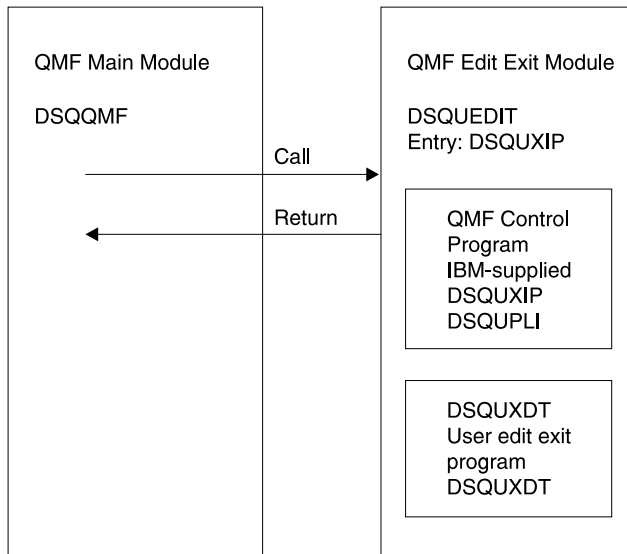 QMF Main Module
DSQQMF
Call
Return
QMF Edit Exit Module
DSQUEDIT
Entry: DSQUXIP
QMF Control
Program
IBM-supplied
DSQUXIP
DSQUPLI
DSQUXDT
User edit exit
program
DSQUXDT